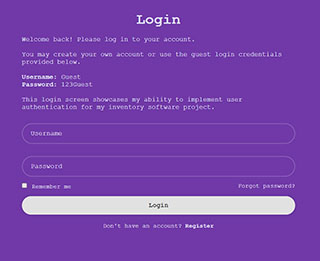 Login
Welcome back! Please log in to your account.
You may create your own account or use the guest login credentials
provided below.
Username: Guest
Password: 123Guest
This login screen showcases my ability to implement user
authentication for my inventory software project.
Username
Password
Remember me
Forgot password?
Login
Don't have an account? Register